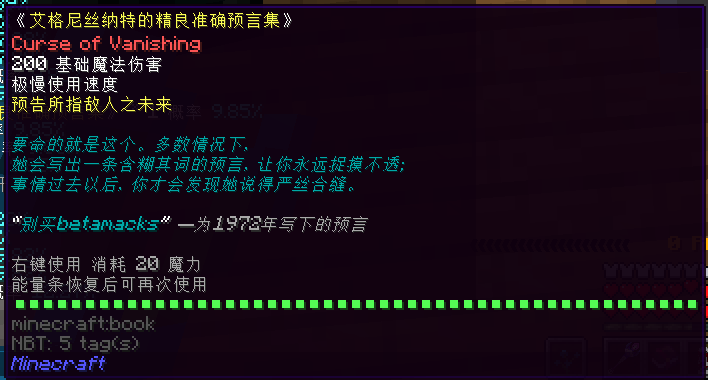 《艾格尼丝纳特的精良准确预言集》
Curse of Vanishing
200 基础魔法伤害
极慢使用速度
预告所指敌人之未来
要命的就是这个。多数情况下，
她会写出一条含糊其词的预言，让你永远捉摸不透；
事情过去以后，你才会发现她说得严丝合缝。
"别买betamacks" —为1972年写下的预言
右键使用 消耗 20 魔力
能量条恢复后可再次使用
minecraft:book
NBT: 5 tag(s)
Minecraft